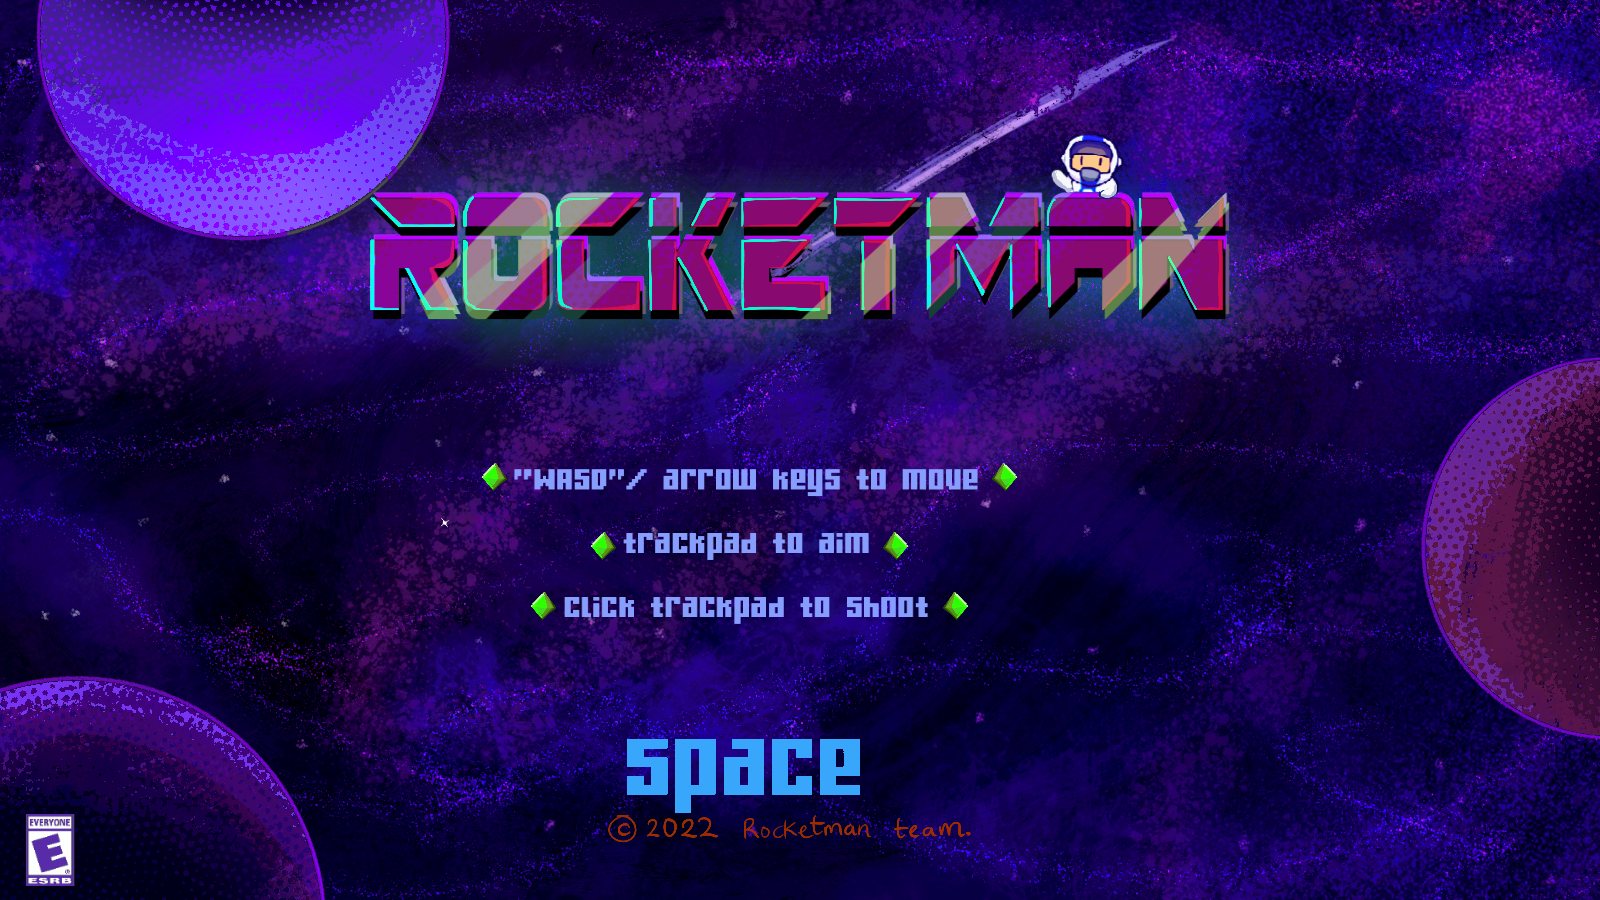 ROCKETMAN
"WASD"/ arrow keys to move
trackpad to aim
click trackpad to shoot
space
© 2022 Rocketman team.
EVERYONE
E
ESRB